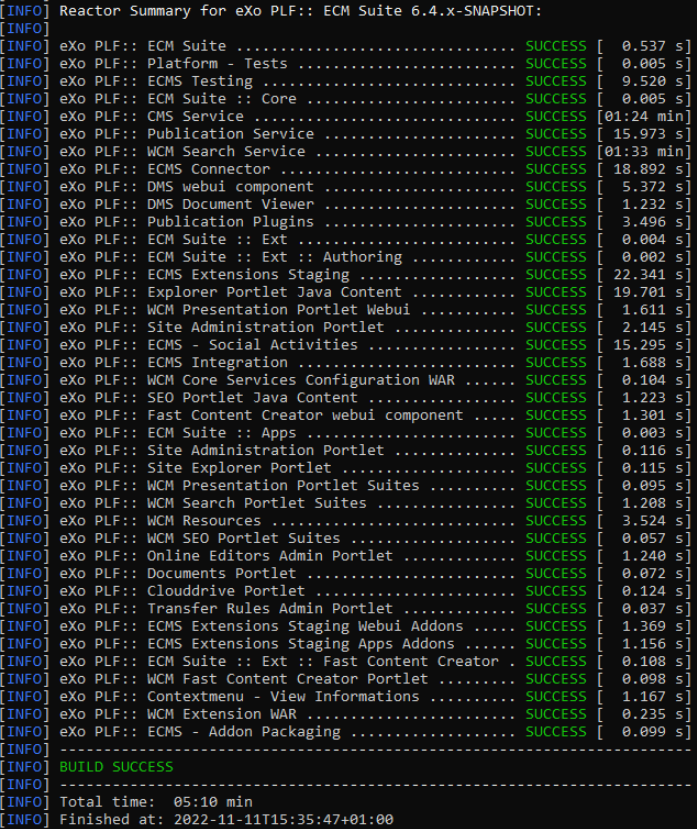 [INFO] Reactor Summary for eXo PLF:: ECM Suite 6.4.x-SNAPSHOT:
[INFO]
[INFO] eXo PLF:: ECM Suite ................................ SUCCESS [  0.537 s]
[INFO] eXo PLF:: Platform - Tests ......................... SUCCESS [  0.005 s]
[INFO] eXo PLF:: ECMS Testing ............................. SUCCESS [  9.520 s]
[INFO] eXo PLF:: ECM Suite :: Core ........................ SUCCESS [  0.005 s]
[INFO] eXo PLF:: CMS Service .............................. SUCCESS [01:24 min]
[INFO] eXo PLF:: Publication Service ...................... SUCCESS [ 15.973 s]
[INFO] eXo PLF:: WCM Search Service ....................... SUCCESS [01:33 min]
[INFO] eXo PLF:: ECMS Connector ........................... SUCCESS [ 18.892 s]
[INFO] eXo PLF:: DMS webui component ...................... SUCCESS [  5.372 s]
[INFO] eXo PLF:: DMS Document Viewer ...................... SUCCESS [  1.232 s]
[INFO] eXo PLF:: Publication Plugins ...................... SUCCESS [  3.496 s]
[INFO] eXo PLF:: ECM Suite :: Ext ......................... SUCCESS [  0.004 s]
[INFO] eXo PLF:: ECM Suite :: Ext :: Authoring ............ SUCCESS [  0.002 s]
[INFO] eXo PLF:: ECMS Extensions Staging .................. SUCCESS [ 22.341 s]
[INFO] eXo PLF:: Explorer Portlet Java Content ............ SUCCESS [ 19.701 s]
[INFO] eXo PLF:: WCM Presentation Portlet Webui ........... SUCCESS [  1.611 s]
[INFO] eXo PLF:: Site Administration Portlet .............. SUCCESS [  2.145 s]
[INFO] eXo PLF:: ECMS - Social Activities ................. SUCCESS [ 15.295 s]
[INFO] eXo PLF:: ECMS Integration ......................... SUCCESS [  1.688 s]
[INFO] eXo PLF:: WCM Core Services Configuration WAR ...... SUCCESS [  0.104 s]
[INFO] eXo PLF:: SEO Portlet Java Content ................. SUCCESS [  1.223 s]
[INFO] eXo PLF:: Fast Content Creator webui component ..... SUCCESS [  1.301 s]
[INFO] eXo PLF:: ECM Suite :: Apps ........................ SUCCESS [  0.003 s]
[INFO] eXo PLF:: Site Administration Portlet .............. SUCCESS [  0.116 s]
[INFO] eXo PLF:: Site Explorer Portlet .................... SUCCESS [  0.115 s]
[INFO] eXo PLF:: WCM Presentation Portlet Suites .......... SUCCESS [  0.095 s]
[INFO] eXo PLF:: WCM Search Portlet Suites ................ SUCCESS [  1.208 s]
[INFO] eXo PLF:: WCM Resources ............................ SUCCESS [  3.524 s]
[INFO] eXo PLF:: WCM SEO Portlet Suites ................... SUCCESS [  0.057 s]
[INFO] eXo PLF:: Online Editors Admin Portlet ............. SUCCESS [  1.240 s]
[INFO] eXo PLF:: Documents Portlet ........................ SUCCESS [  0.072 s]
[INFO] eXo PLF:: Clouddrive Portlet ....................... SUCCESS [  0.124 s]
[INFO] eXo PLF:: Transfer Rules Admin Portlet ............. SUCCESS [  0.037 s]
[INFO] eXo PLF:: ECMS Extensions Staging Webui Addons ..... SUCCESS [  1.369 s]
[INFO] eXo PLF:: ECMS Extensions Staging Apps Addons ...... SUCCESS [  1.156 s]
[INFO] eXo PLF:: ECM Suite :: Ext :: Fast Content Creator . SUCCESS [  0.108 s]
[INFO] eXo PLF:: WCM Fast Content Creator Portlet ......... SUCCESS [  0.098 s]
[INFO] eXo PLF:: Contextmenu - View Informations .......... SUCCESS [  1.167 s]
[INFO] eXo PLF:: WCM Extension WAR ........................ SUCCESS [  0.235 s]
[INFO] eXo PLF:: ECMS - Addon Packaging ................... SUCCESS [  0.099 s]
[INFO] ------------------------------------------------------------------------
[INFO] BUILD SUCCESS
[INFO] ------------------------------------------------------------------------
[INFO] Total time:  05:10 min
[INFO] Finished at: 2022-11-11T15:35:47+01:00